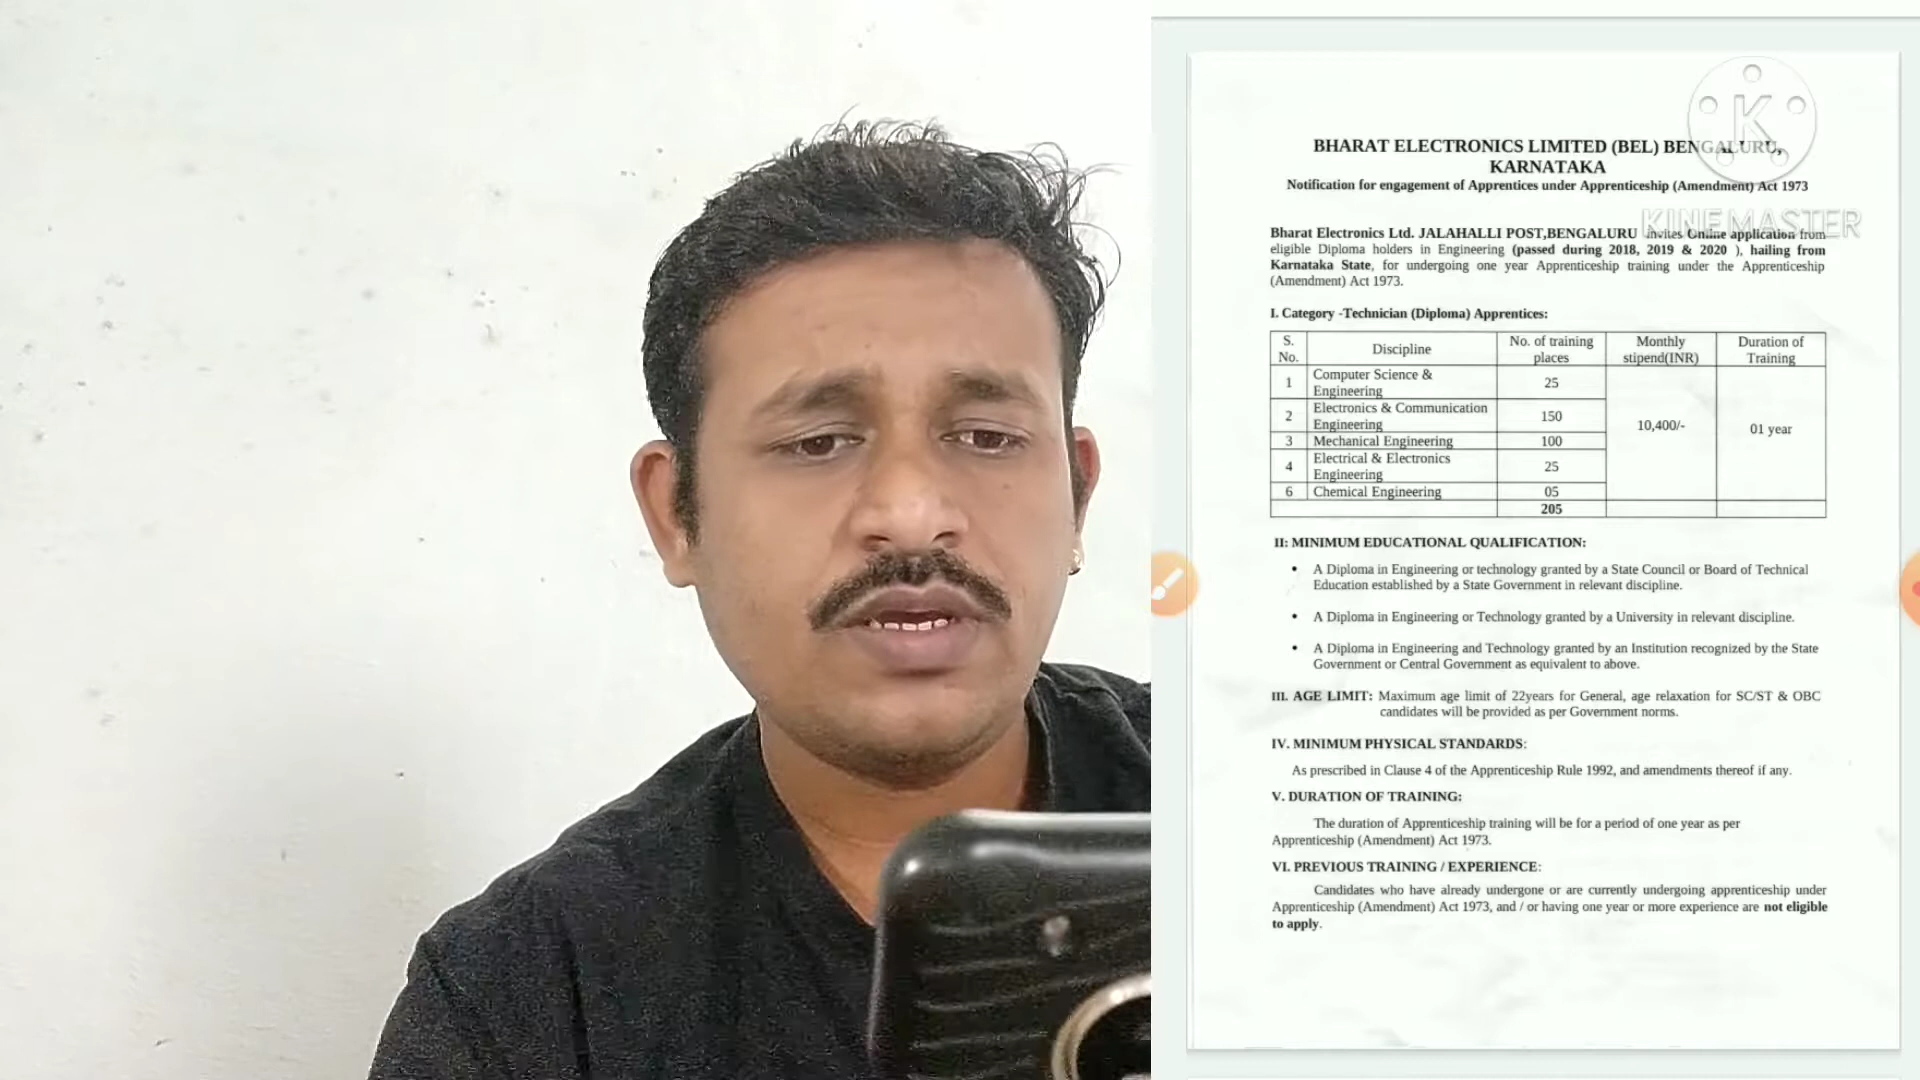 BHARAT ELECTRONICS LIMITED (BEL) BENGALURU,
KARNATAKA
Notification for engagement of Apprentices under Apprenticeship (Amendment) Act 1973
KINEMASTER
Bharat Electronics Ltd. JALAHALLI POST,BENGALURU invites Online application from
eligible Diploma holders in Engineering (passed during 2018, 2019 & 2020 ), hailing from
Karnataka State, for undergoing one year Apprenticeship training under the Apprenticeship
(Amendment) Act 1973.
I. Category -Technician (Diploma) Apprentices:
S. No. Discipline No. of training places Monthly stipend(INR) Duration of Training
1 Computer Science & Engineering 25
2 Electronics & Communication Engineering 150
3 Mechanical Engineering 100
4 Electrical & Electronics Engineering 25
6 Chemical Engineering 05
10,400/- 01 year
205
II: MINIMUM EDUCATIONAL QUALIFICATION:
• A Diploma in Engineering or technology granted by a State Council or Board of Technical
Education established by a State Government in relevant discipline.
• A Diploma in Engineering or Technology granted by a University in relevant discipline.
• A Diploma in Engineering and Technology granted by an Institution recognized by the State
Government or Central Government as equivalent to above.
III. AGE LIMIT: Maximum age limit of 22years for General, age relaxation for SC/ST & OBC
candidates will be provided as per Government norms.
IV. MINIMUM PHYSICAL STANDARDS:
As prescribed in Clause 4 of the Apprenticeship Rule 1992, and amendments thereof if any.
V. DURATION OF TRAINING:
The duration of Apprenticeship training will be for a period of one year as per
Apprenticeship (Amendment) Act 1973.
VI. PREVIOUS TRAINING / EXPERIENCE:
Candidates who have already undergone or are currently undergoing apprenticeship under
Apprenticeship (Amendment) Act 1973, and / or having one year or more experience are not eligible
to apply.